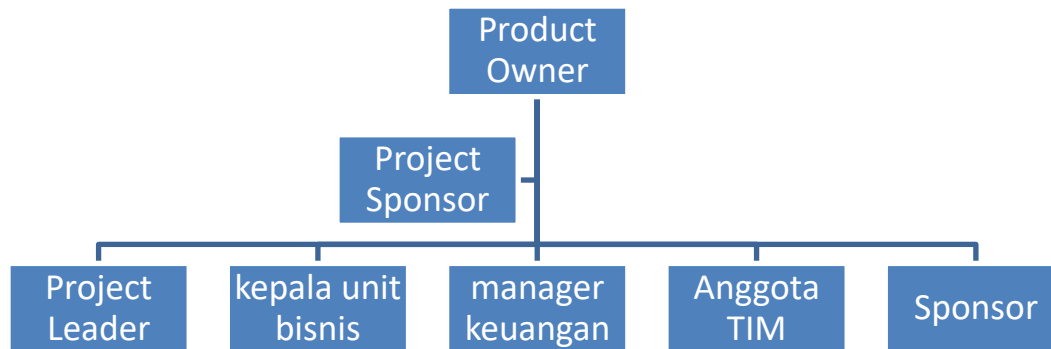 Product
Owner
Project
Sponsor
Project
Leader
kepala unit
bisnis
manager
keuangan
Anggota
TIM
Sponsor